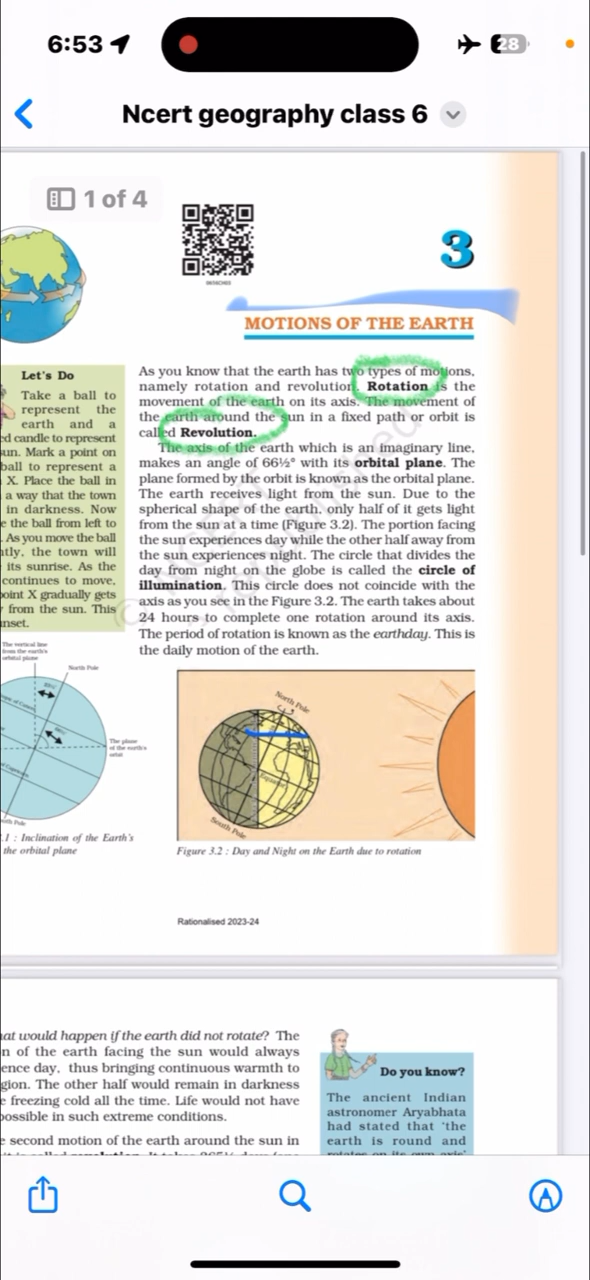 6:53
28
Ncert geography class 6
1 of 4
3
MOTIONS OF THE EARTH
Let's Do
Take a ball to
represent the
earth and a
ed candle to represent
sun. Mark a point on
ball to represent a
X. Place the ball in
a way that the town
in darkness. Now
e the ball from left to
. As you move the ball
tly, the town will
its sunrise. As the
continues to move,
point X gradually gets
from the sun. This
unset.
As you know that the earth has two types of motions,
namely rotation and revolution. Rotation is the
movement of the earth on its axis. The movement of
the earth around the sun in a fixed path or orbit is
called Revolution.
The axis of the earth which is an imaginary line,
makes an angle of 66½° with its orbital plane. The
plane formed by the orbit is known as the orbital plane.
The earth receives light from the sun. Due to the
spherical shape of the earth, only half of it gets light
from the sun at a time (Figure 3.2). The portion facing
the sun experiences day while the other half away from
the sun experiences night. The circle that divides the
day from night on the globe is called the circle of
illumination. This circle does not coincide with the
axis as you see in the Figure 3.2. The earth takes about
24 hours to complete one rotation around its axis.
The period of rotation is known as the earthday. This is
the daily motion of the earth.
The vertical line
from the earth's
orbital plane
North Pole
The plane
of the earth's
orbit
.1 : Inclination of the Earth's
the orbital plane
North Pole
Equator
South Pole
Figure 3.2 : Day and Night on the Earth due to rotation
Rationalised 2023-24
at would happen if the earth did not rotate? The
n of the earth facing the sun would always
ence day, thus bringing continuous warmth to
gion. The other half would remain in darkness
e freezing cold all the time. Life would not have
possible in such extreme conditions.
e second motion of the earth around the sun in
Do you know?
The ancient Indian
astronomer Aryabhata
had stated that 'the
earth is round and
rotates on its own axis'